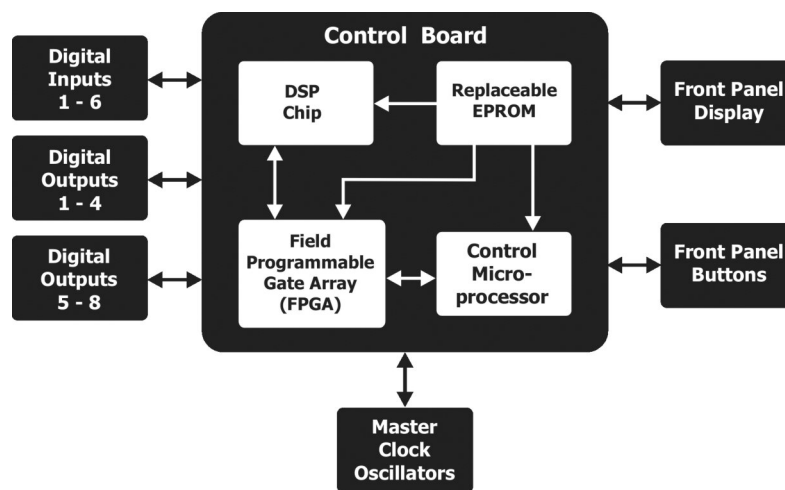 Control Board
Digital
Inputs
1 - 6
Digital
Outputs
1 - 4
Digital
Outputs
5 - 8
DSP
Chip
Replaceable
EPROM
Field
Programmable
Gate Array
(FPGA)
Control
Micro-
processor
Front Panel
Display
Front Panel
Buttons
Master
Clock
Oscillators